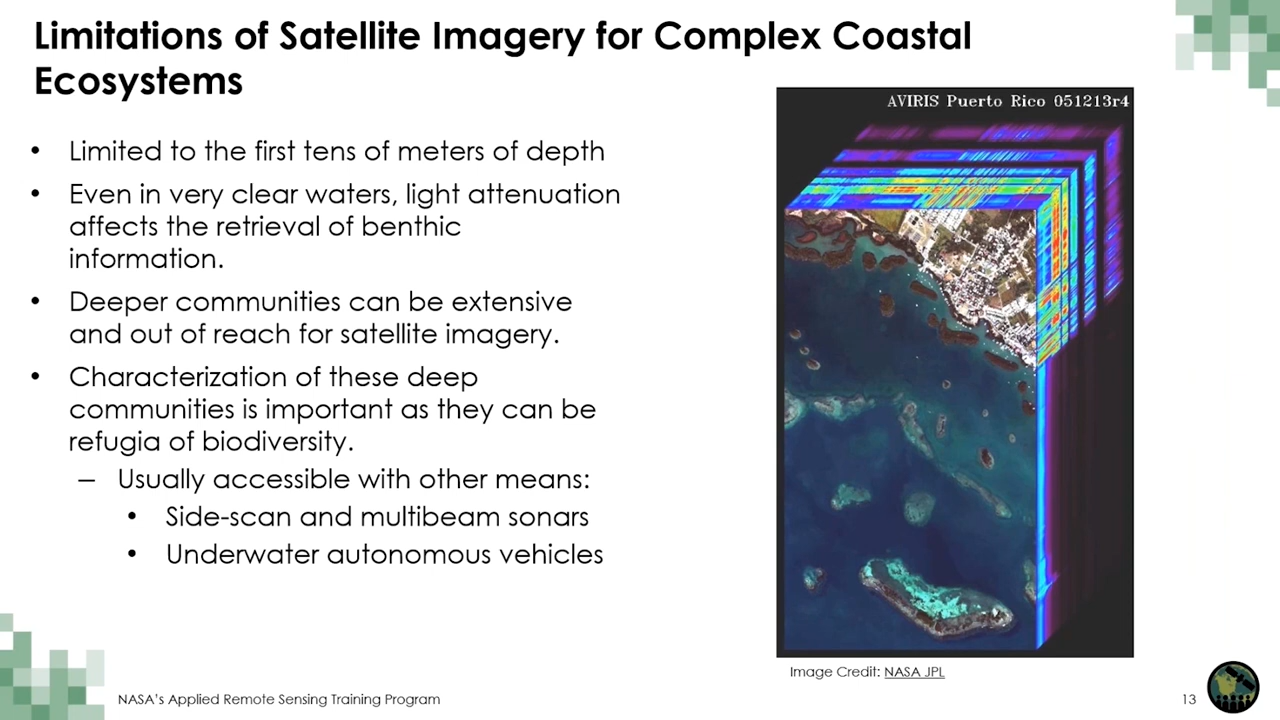 Limitations of Satellite Imagery for Complex Coastal
Ecosystems
• Limited to the first tens of meters of depth
• Even in very clear waters, light attenuation
affects the retrieval of benthic
information.
• Deeper communities can be extensive
and out of reach for satellite imagery.
• Characterization of these deep
communities is important as they can be
refugia of biodiversity.
– Usually accessible with other means:
• Side-scan and multibeam sonars
• Underwater autonomous vehicles
AVIRIS Puerto Rico 051213r4
Image Credit: NASA JPL
NASA's Applied Remote Sensing Training Program
13